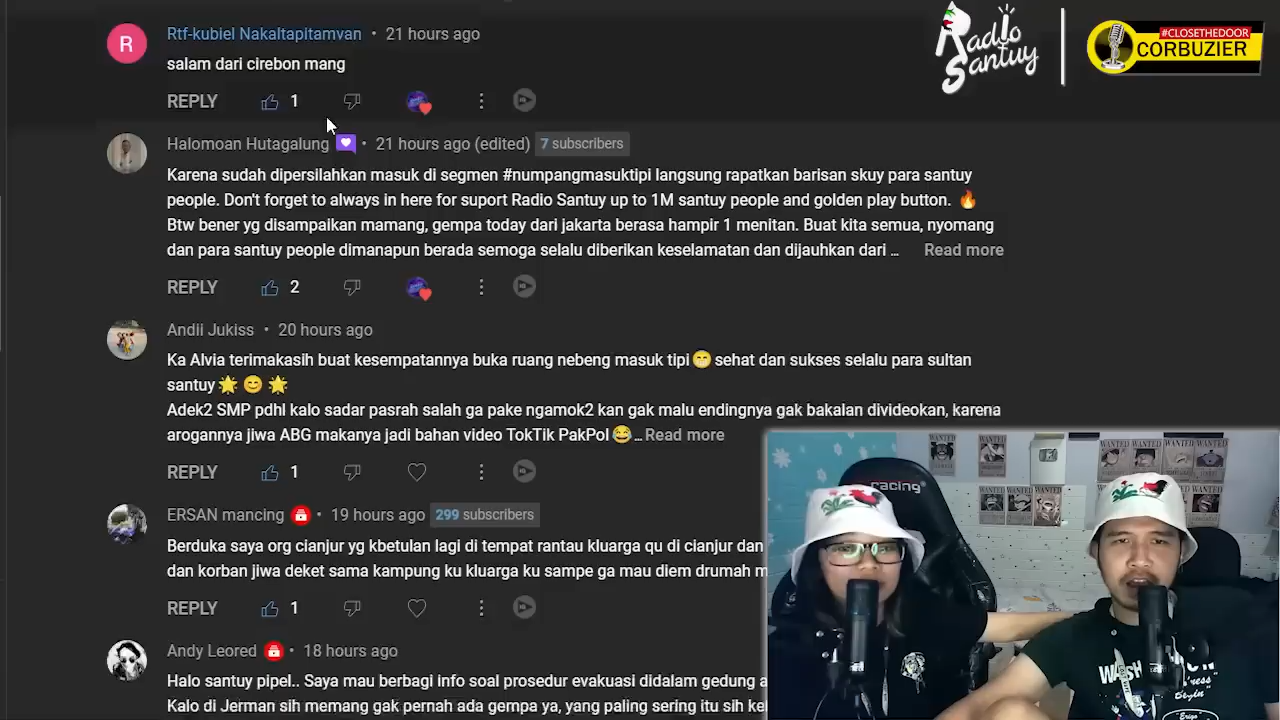 R
Rtf-kubiel Nakaltapitamvan • 21 hours ago
salam dari cirebon mang
REPLY 1
Halomoan Hutagalung • 21 hours ago (edited) 7 subscribers
Karena sudah dipersilahkan masuk di segmen #numpangmasuktipi langsung rapatkan barisan skuy para santuy
people. Don't forget to always in here for suport Radio Santuy up to 1M santuy people and golden play button. 🔥
Btw bener yg disampaikan mamang, gempa today dari jakarta berasa hampir 1 menitan. Buat kita semua, nyomang
dan para santuy people dimanapun berada semoga selalu diberikan keselamatan dan dijauhkan dari ... Read more
REPLY 2
Andii Jukiss • 20 hours ago
Ka Alvia terimakasih buat kesempatannya buka ruang nebeng masuk tipi😁sehat dan sukses selalu para sultan
santuy🌟😊🌟
Adek2 SMP pdhl kalo sadar pasrah salah ga pake ngamok2 kan gak malu endingnya gak bakalan divideokan, karena
arogannya jiwa ABG makanya jadi bahan video TokTik PakPol😂... Read more
REPLY 1
ERSAN mancing • 19 hours ago 299 subscribers
Berduka saya org cianjur yg kbetulan lagi di tempat rantau kluarga qu di cianjur dan
dan korban jiwa deket sama kampung ku kluarga ku sampe ga mau diem drumah m
REPLY 1
Andy Leored • 18 hours ago
Halo santuy pipel.. Saya mau berbagi info soal prosedur evakuasi didalam gedung a
Kalo di Jerman sih memang gak pernah ada gempa ya, yang paling sering itu sih ke
Radio
Santuy
#CLOSETHEDOOR
CORBUZIER
racing
WANTED
WANTED
WANTED
WANTED
WANTED